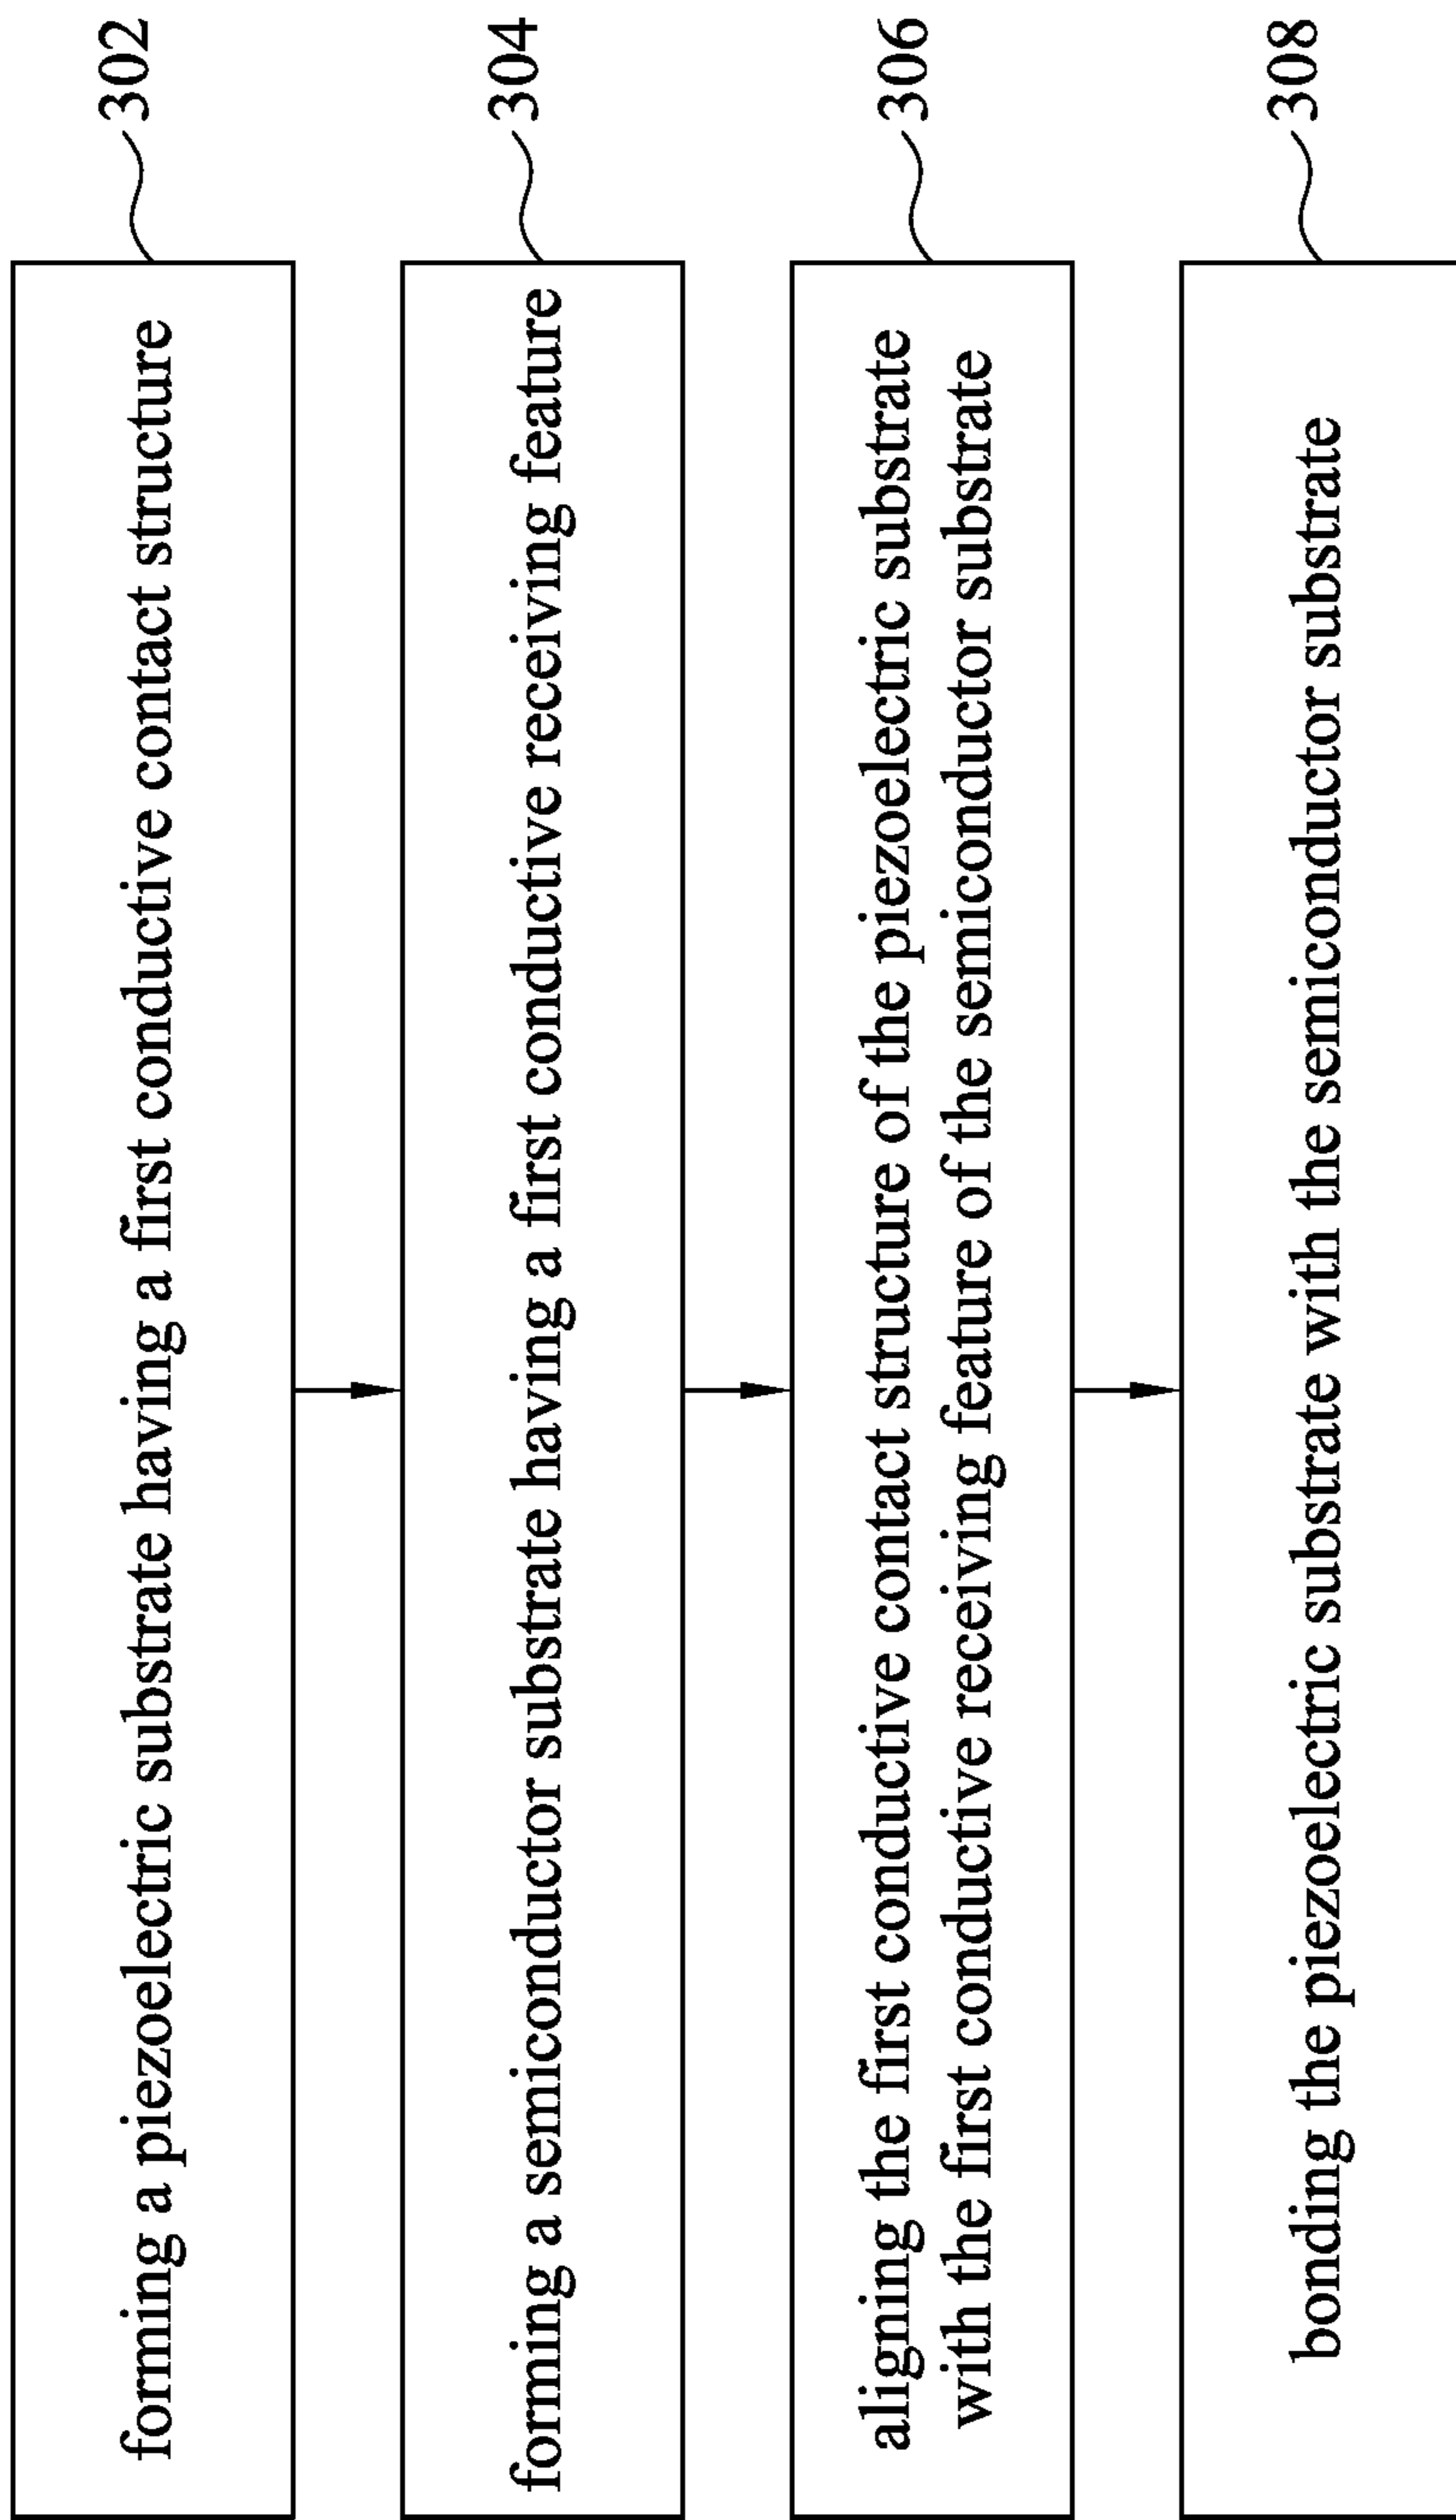 forming a piezoelectric substrate having a first conductive contact structure
302
forming a semiconductor substrate having a first conductive receiving feature
304
aligning the first conductive contact structure of the piezoelectric substrate
with the first conductive receiving feature of the semiconductor substrate
306
bonding the piezoelectric substrate with the semiconductor substrate
308